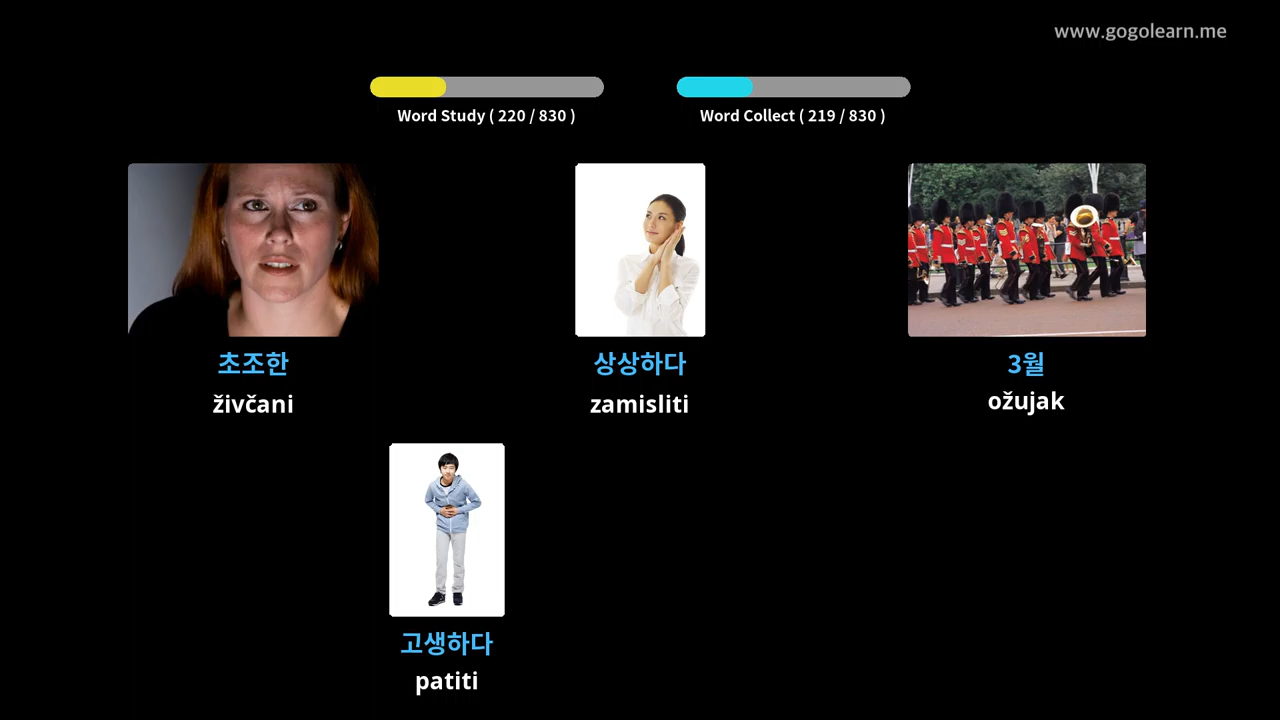 www.gogolearn.me
Word Study ( 220 / 830 )
Word Collect ( 219 / 830 )
초조한
živčani
상상하다
zamisliti
3월
ožujak
고생하다
patiti